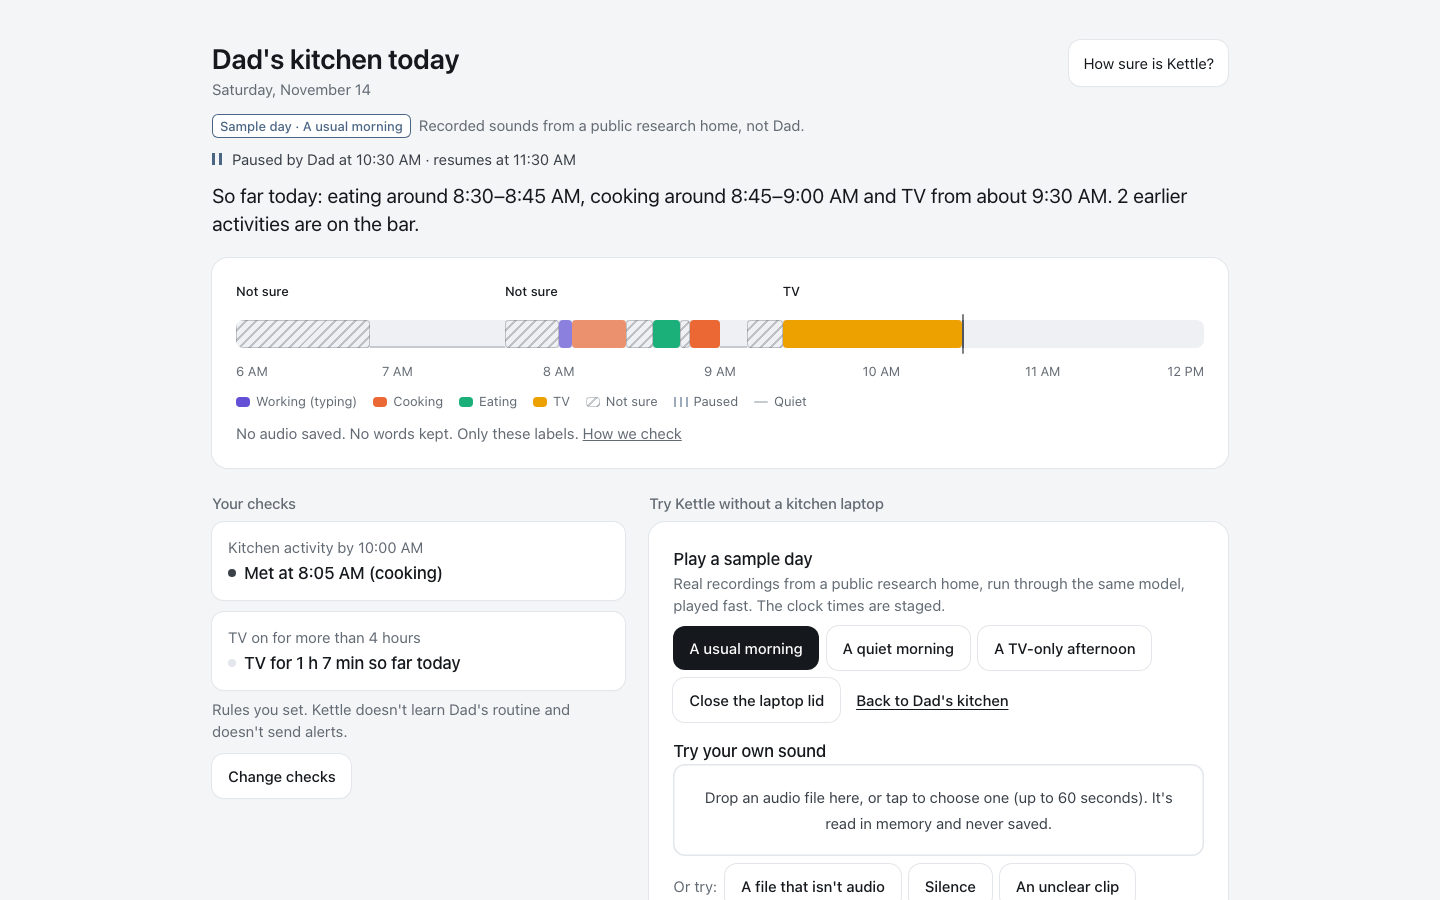 Dad's kitchen today
How sure is Kettle?
Saturday, November 14
Sample day · A usual morning Recorded sounds from a public research home, not Dad.
Paused by Dad at 10:30 AM · resumes at 11:30 AM
So far today: eating around 8:30–8:45 AM, cooking around 8:45–9:00 AM and TV from about 9:30 AM. 2 earlier
activities are on the bar.
Not sure Not sure TV
6 AM 7 AM 8 AM 9 AM 10 AM 11 AM 12 PM
Working (typing) Cooking Eating TV Not sure Paused Quiet
No audio saved. No words kept. Only these labels. How we check
Your checks
Kitchen activity by 10:00 AM
Met at 8:05 AM (cooking)
TV on for more than 4 hours
TV for 1 h 7 min so far today
Rules you set. Kettle doesn't learn Dad's routine and
doesn't send alerts.
Change checks
Try Kettle without a kitchen laptop
Play a sample day
Real recordings from a public research home, run through the same model,
played fast. The clock times are staged.
A usual morning A quiet morning A TV-only afternoon
Close the laptop lid Back to Dad's kitchen
Try your own sound
Drop an audio file here, or tap to choose one (up to 60 seconds). It's
read in memory and never saved.
Or try: A file that isn't audio Silence An unclear clip